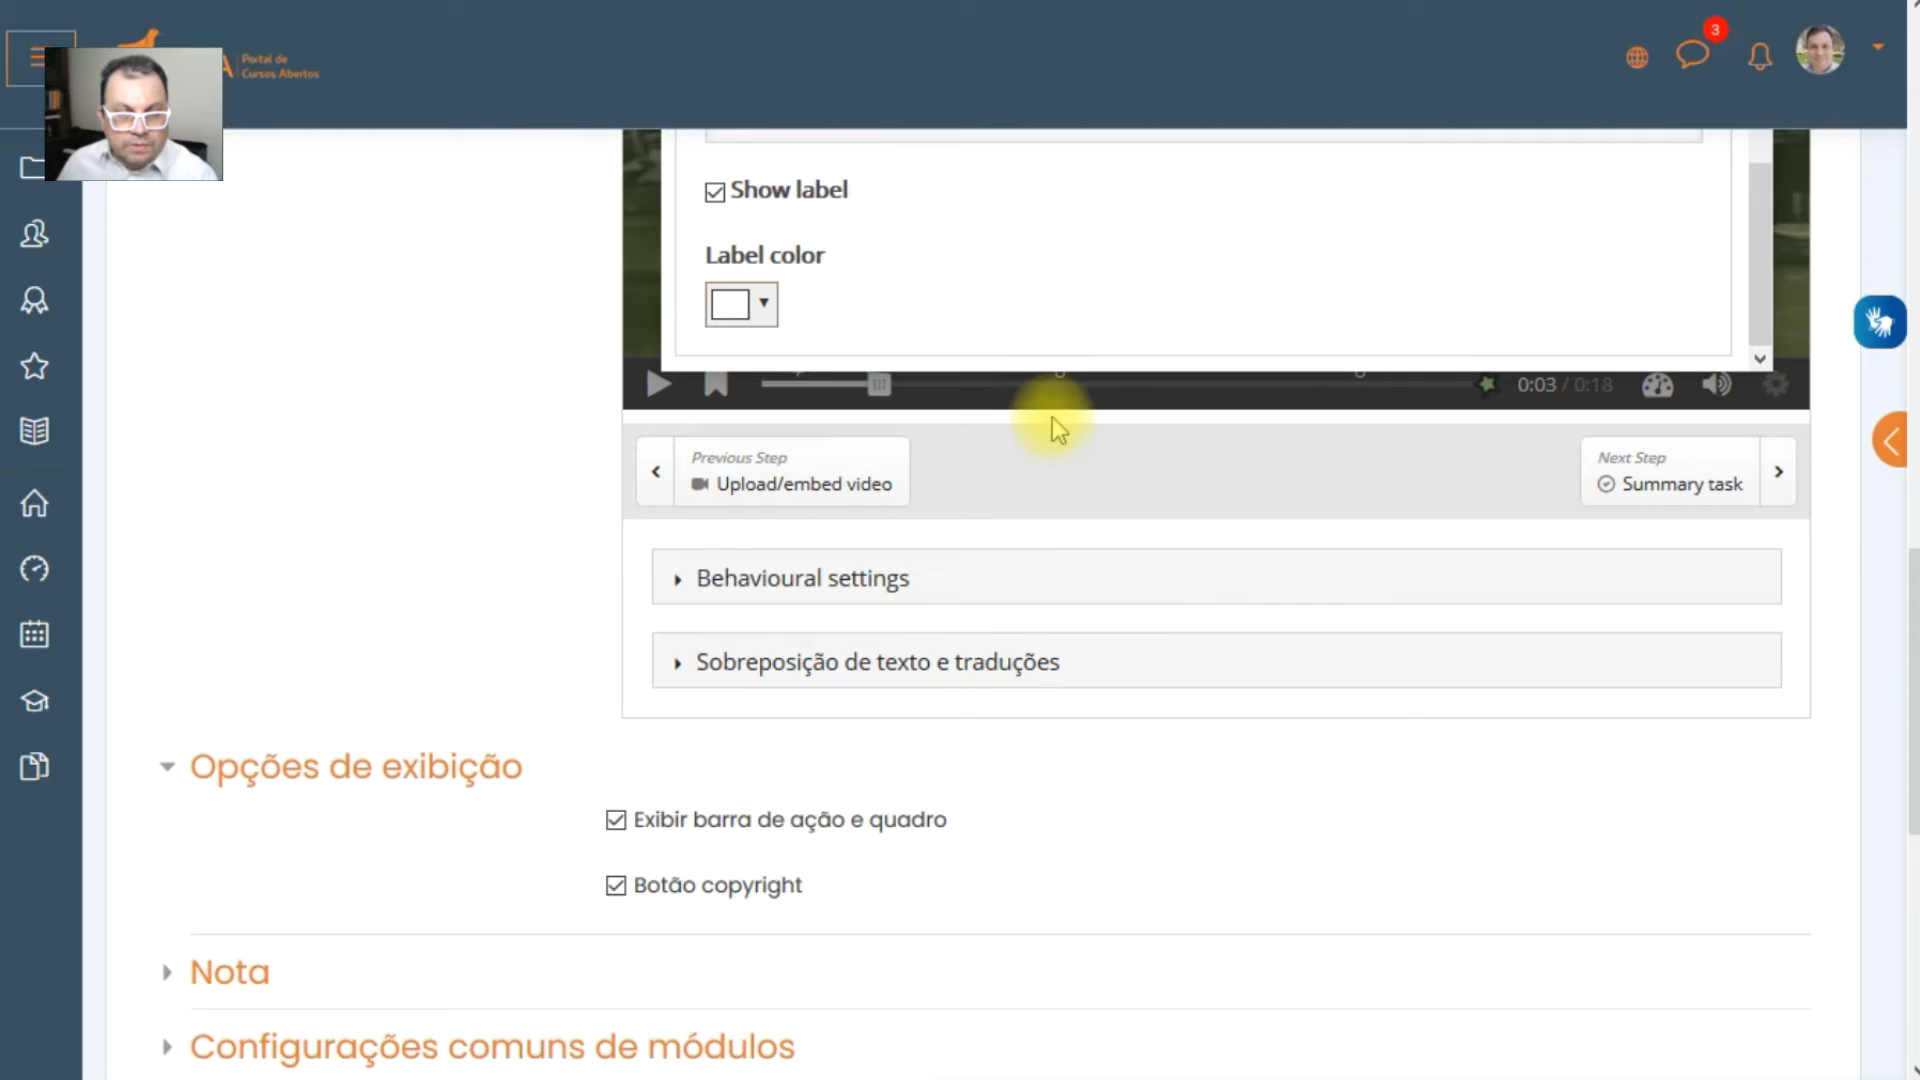 A
Portal de
Cursos Abertos
3
Show label
Label color
0:03 / 0:18
Previous Step
Upload/embed video
Next Step
Summary task
Behavioural settings
Sobreposição de texto e traduções
Opções de exibição
Exibir barra de ação e quadro
Botão copyright
Nota
Configurações comuns de módulos